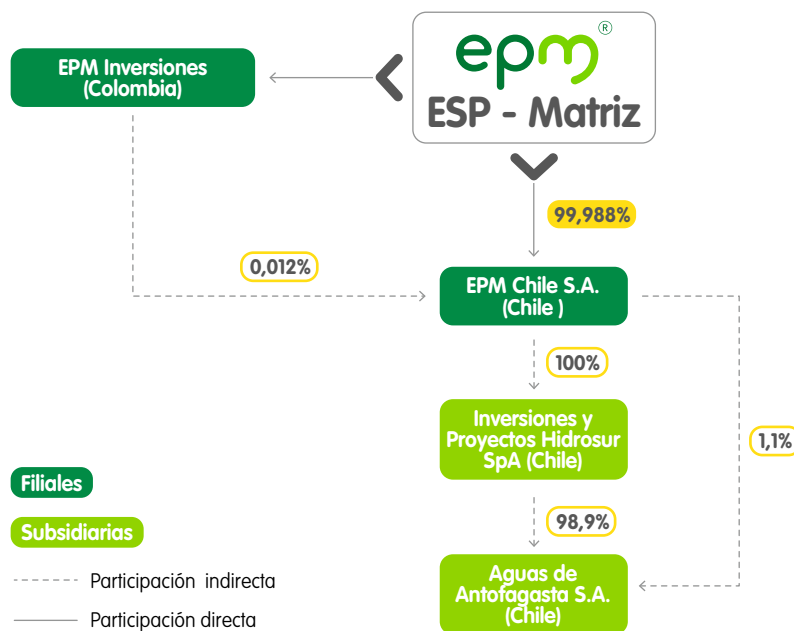 epm®
ESP - Matriz
EPM Inversiones
(Colombia)
99,988%
0,012%
EPM Chile S.A.
(Chile )
100%
Inversiones y
Proyectos Hidrosur
SpA (Chile)
1,1%
98,9%
Aguas de
Antofagasta S.A.
(Chile)
Filiales
Subsidiarias
Participación indirecta
Participación directa